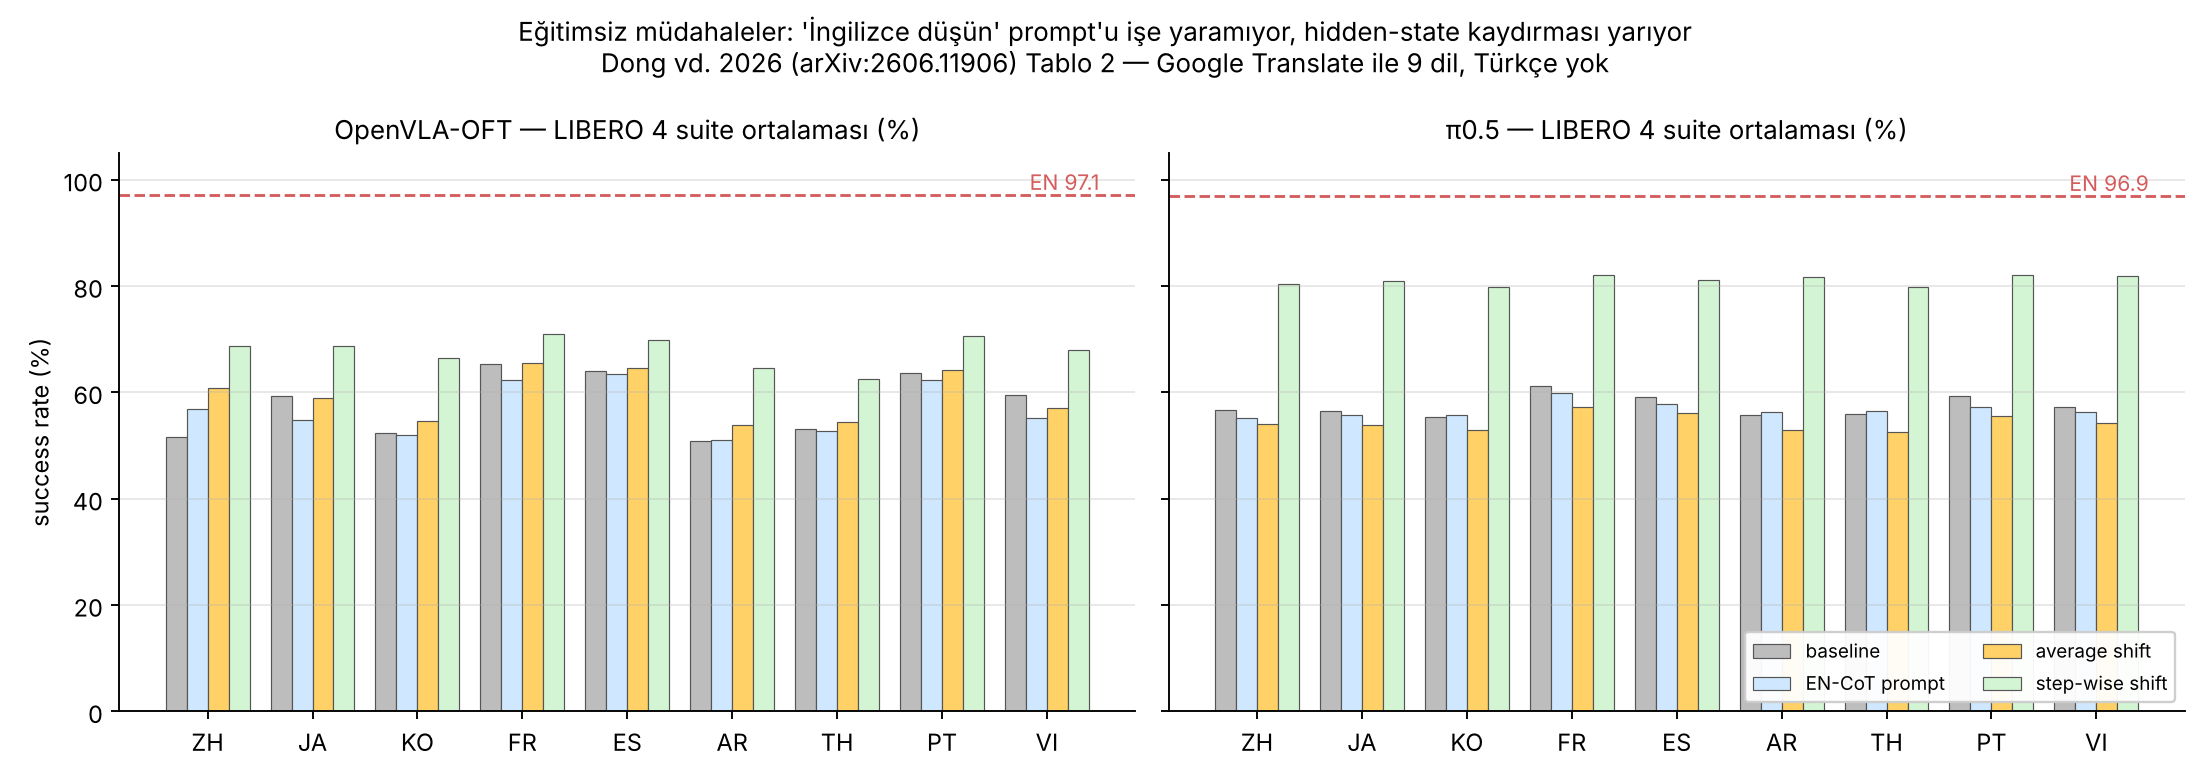 Eğitimsiz müdahaleler: 'İngilizce düşün' prompt'u işe yaramıyor, hidden-state kaydırması yarıyor
Dong vd. 2026 (arXiv:2606.11906) Tablo 2 — Google Translate ile 9 dil, Türkçe yok
OpenVLA-OFT — LIBERO 4 suite ortalaması (%)
success rate (%)
100
80
60
40
20
0
EN 97.1
ZH JA KO FR ES AR TH PT VI
π0.5 — LIBERO 4 suite ortalaması (%)
EN 96.9
baseline
EN-CoT prompt
average shift
step-wise shift
ZH JA KO FR ES AR TH PT VI